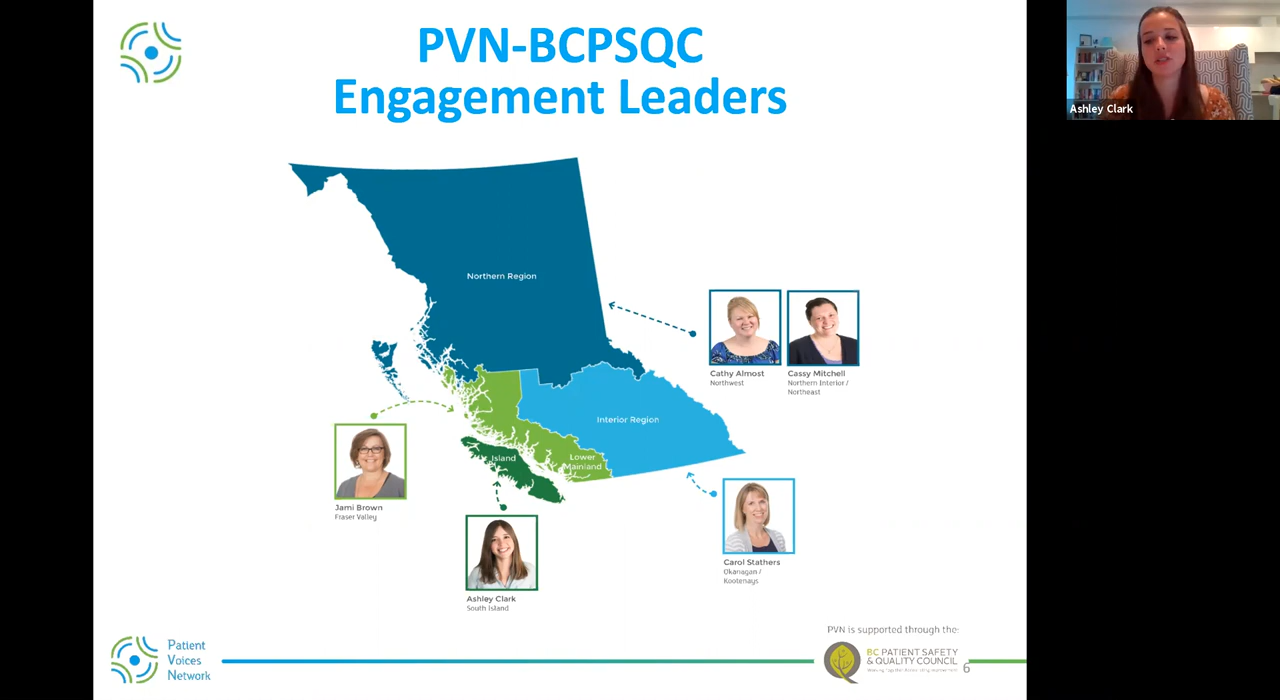 PVN-BCPSQC
Engagement Leaders
Ashley Clark
Northern Region
Cathy Almost
Northwest
Cassy Mitchell
Northern Interior /
Northeast
Interior Region
Island
Lower
Mainland
Jami Brown
Fraser Valley
Ashley Clark
South Island
Carol Stathers
Okanagan /
Kootenays
Patient
Voices
Network
PVN is supported through the:
BC PATIENT SAFETY
& QUALITY COUNCIL
6